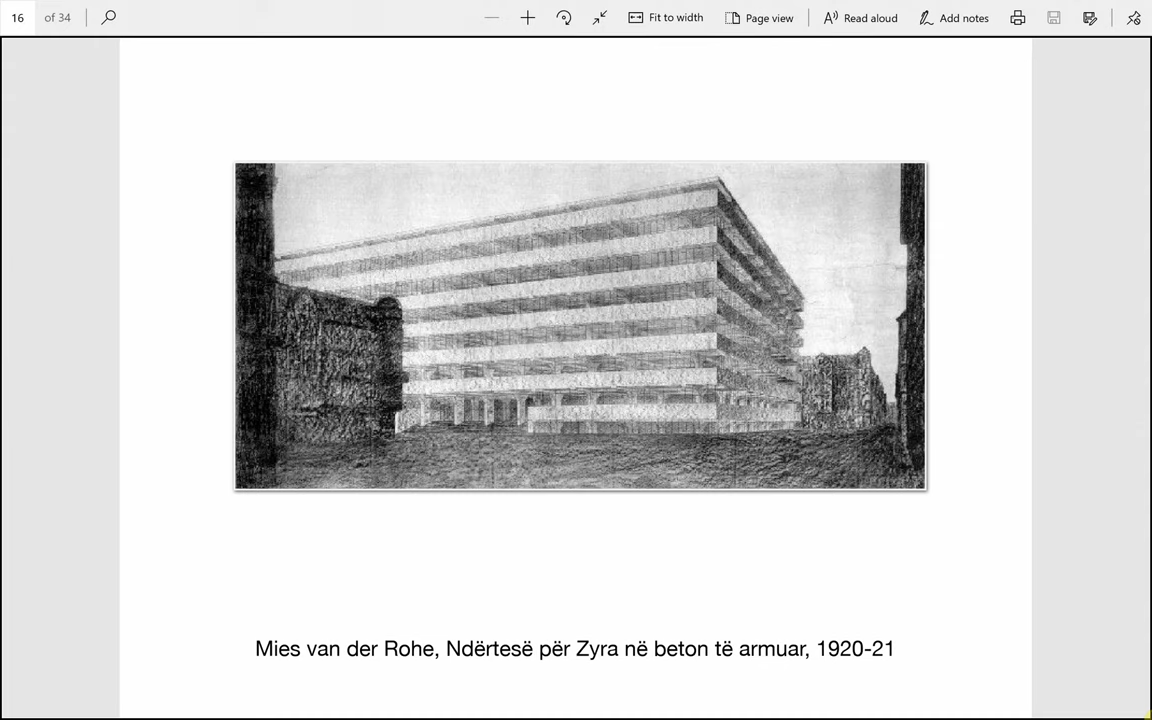 16 of 34 Fit to width Page view Read aloud Add notes
Mies van der Rohe, Ndërtesë për Zyra në beton të armuar, 1920-21